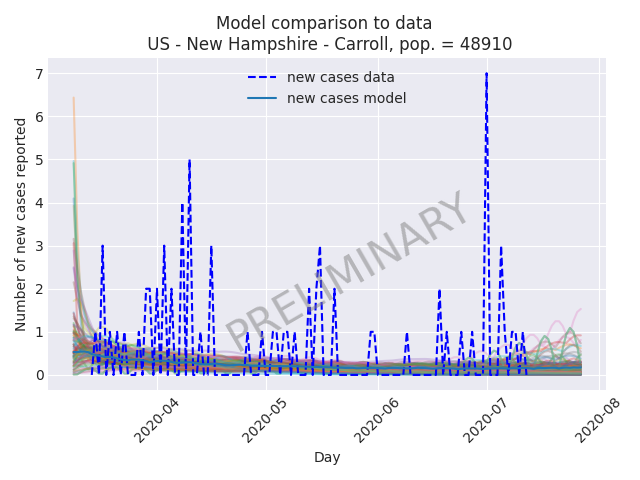 Model comparison to data
US - New Hampshire - Carroll, pop. = 48910
new cases data
new cases model
PRELIMINARY
Number of new cases reported
7
6
5
4
3
2
1
0
2020-04
2020-05
2020-06
2020-07
2020-08
Day